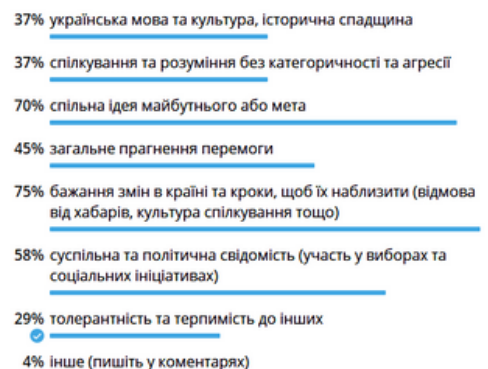 37% українська мова та культура, історична спадщина
37% спілкування та розуміння без категоричності та агресії
70% спільна ідея майбутнього або мета
45% загальне прагнення перемоги
75% бажання змін в країні та кроки, щоб їх наблизити (відмова
від хабарів, культура спілкування тощо)
58% суспільна та політична свідомість (участь у виборах та
соціальних ініціативах)
29% толерантність та терпимість до інших
4% інше (пишіть у коментарях)